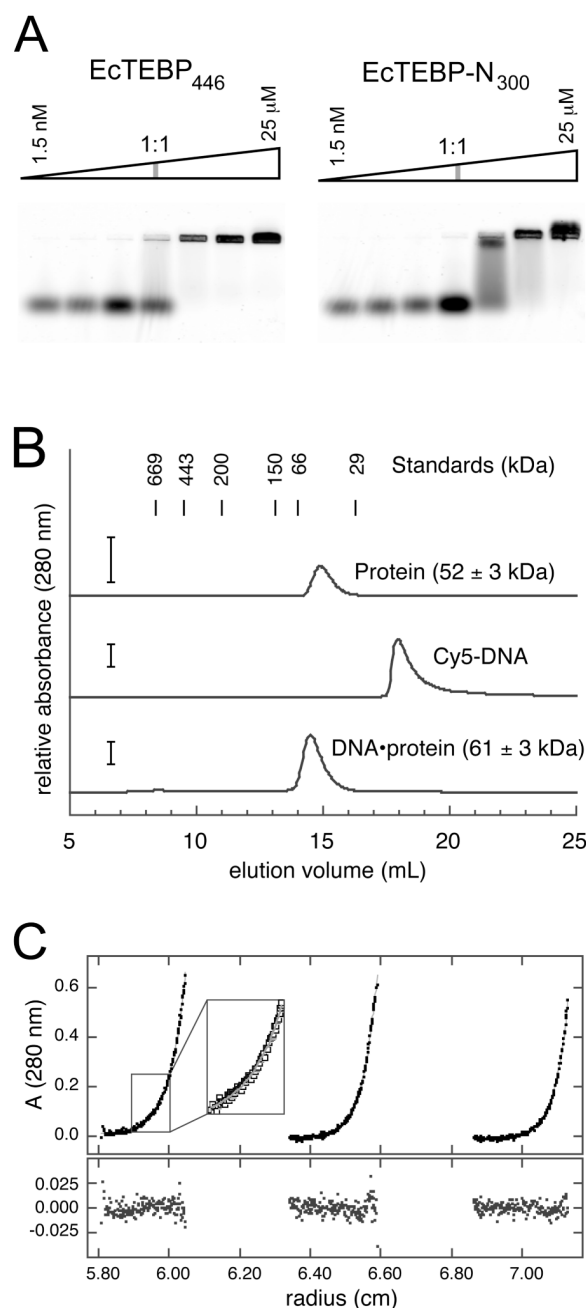 A
EcTEBP446
EcTEBP-N300
1.5 nM
1:1
25 μM
1.5 nM
1:1
25 μM
B
669
443
200
150
66
29
Standards (kDa)
relative absorbance (280 nm)
Protein (52 ± 3 kDa)
Cy5-DNA
DNA•protein (61 ± 3 kDa)
5 10 15 20 25
elution volume (mL)
C
A (280 nm)
0.6
0.4
0.2
0.0
0.025
0.000
-0.025
5.80 6.00 6.20 6.40 6.60 6.80 7.00
radius (cm)